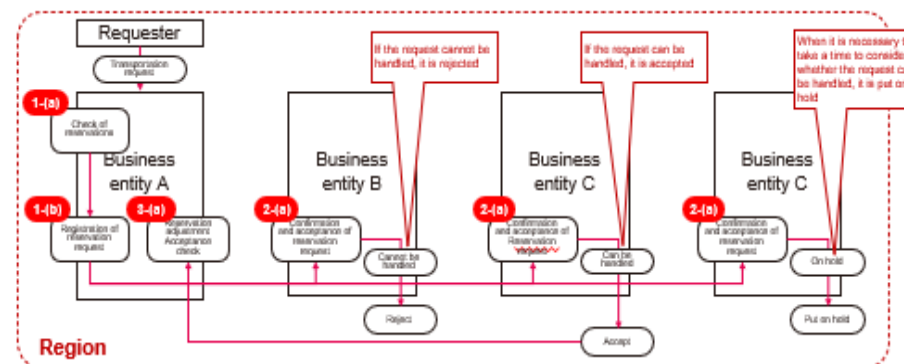 Requester
Transportation
request
If the request cannot be
handled, it is rejected
If the request can be
handled, it is accepted
When it is necessary t
take a time to conside
whether the request c
be handled, it is put o
hold
1-(a)
Check of
reservations
Business
entity A
Business
entity B
Business
entity C
Business
entity C
1-(b)
Registration of
reservation
request
3-(a)
Reservation
adjustment
Acceptance
check
2-(a)
Confirmation
and acceptance of
reservation
request
Cannot be
handled
2-(a)
Confirmation
and acceptance of
Reservation
request
Can be
handled
2-(a)
Confirmation
and acceptance of
reservation
request
On hold
Reject
Accept
Put on hold
Region